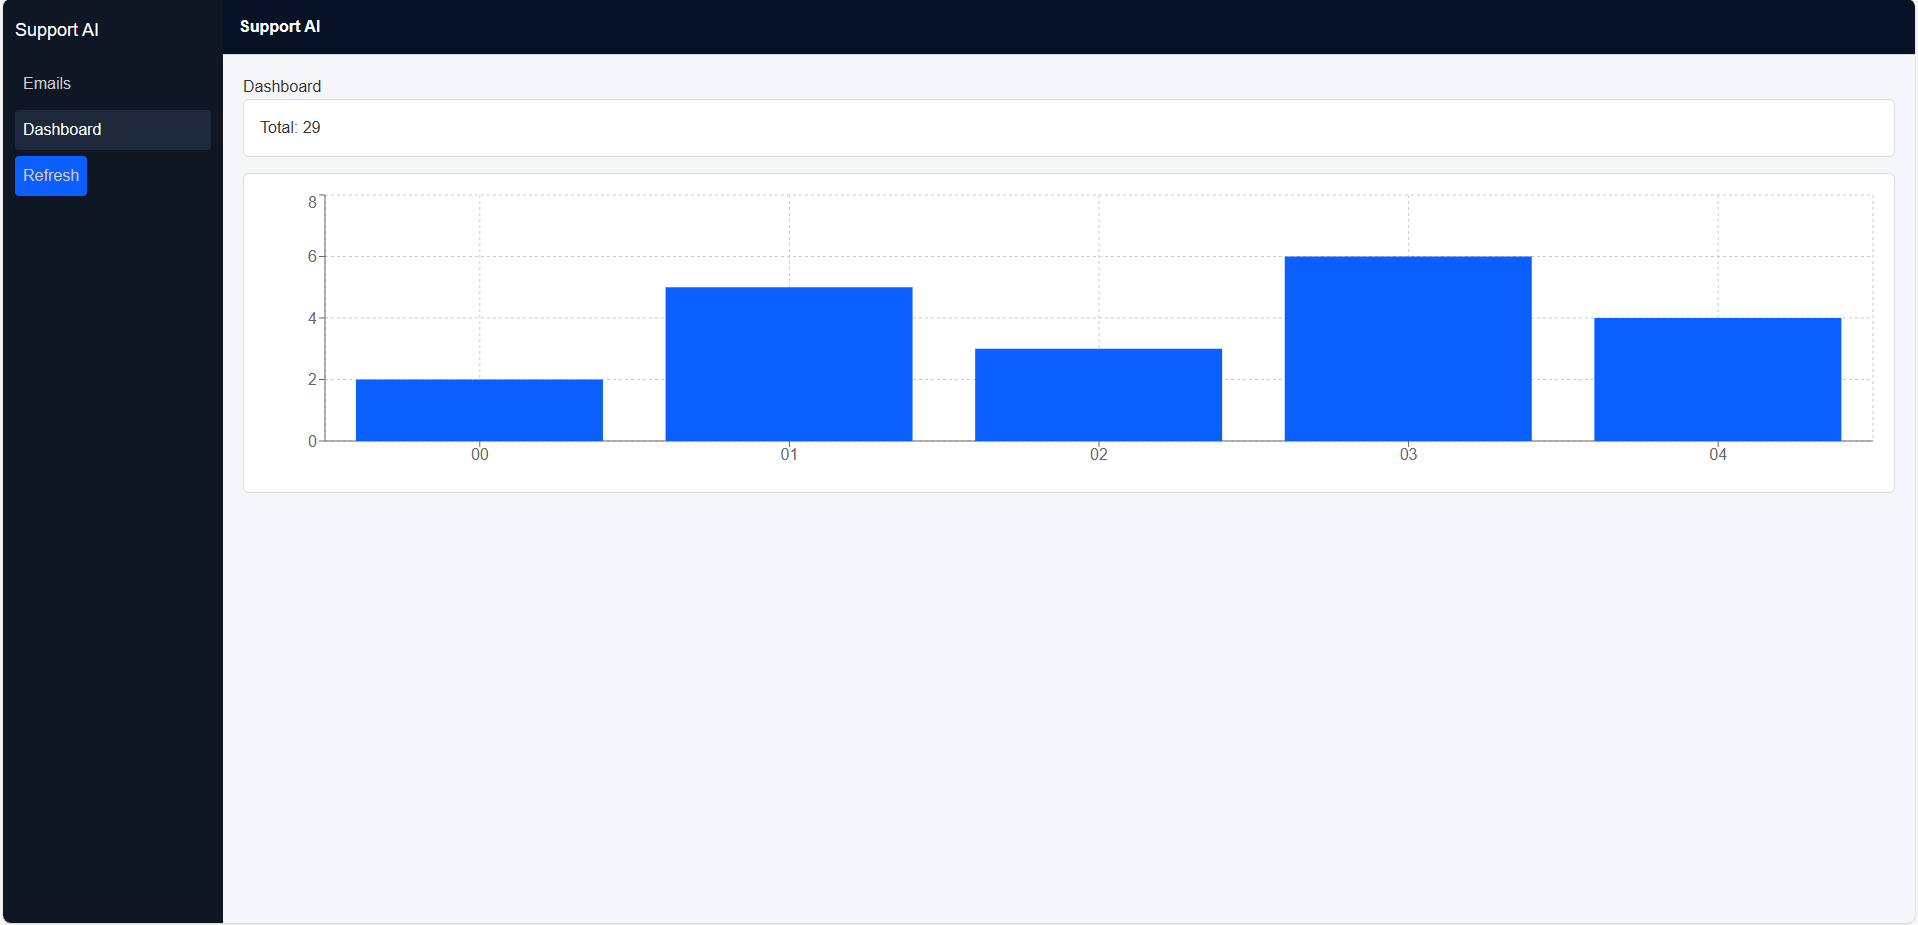 Support AI
Emails
Dashboard
Refresh
Support AI
Dashboard
Total: 29
8
6
4
2
0
00 01 02 03 04